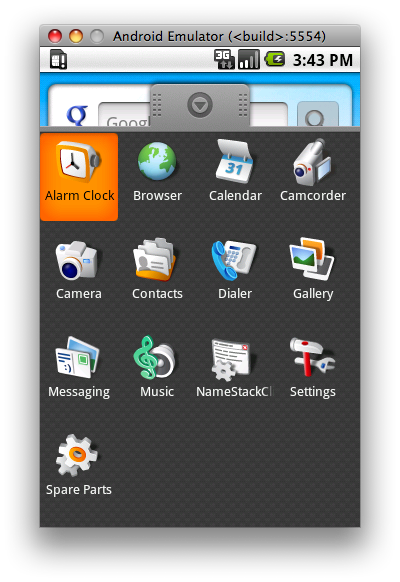 Android Emulator (<build>:5554)
3G 3:43 PM
Goog
Alarm Clock Browser Calendar Camcorder
31
Camera Contacts Dialer Gallery
Messaging Music NameStackCl Settings
Spare Parts